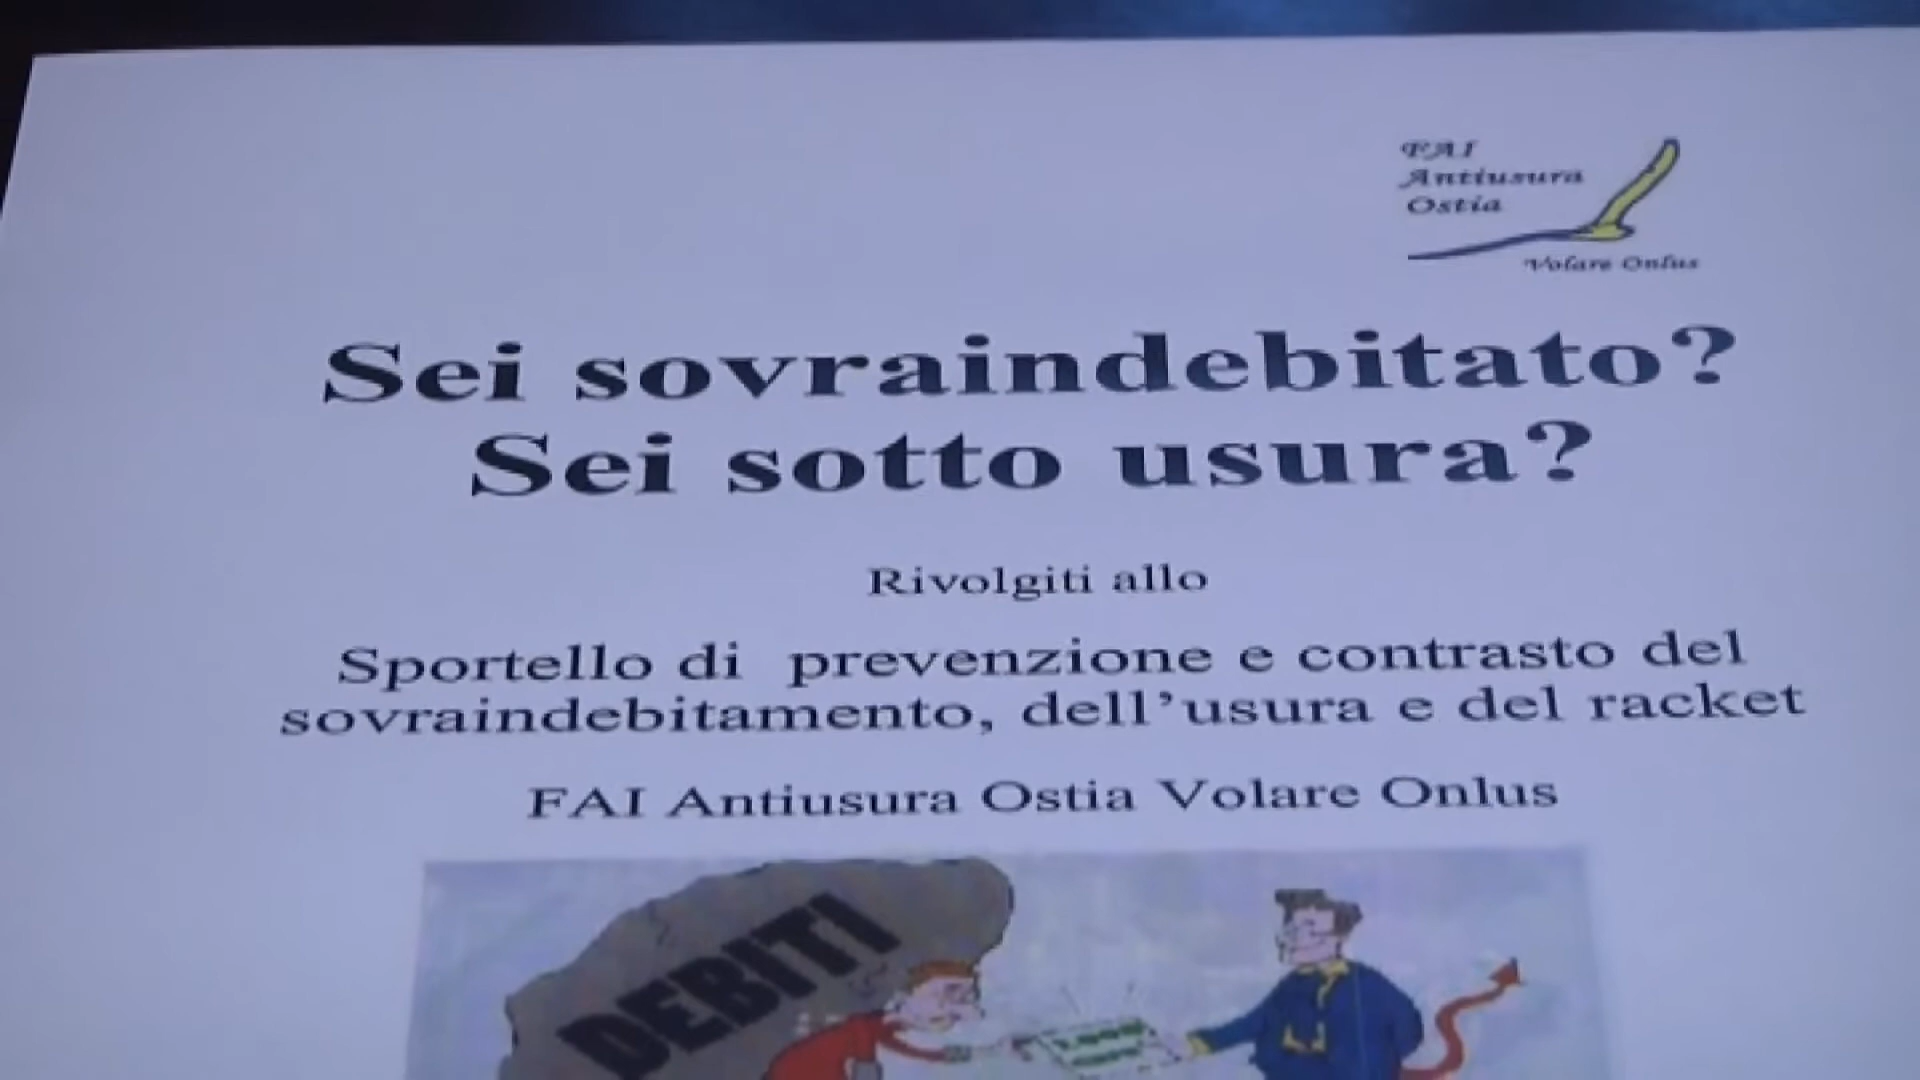 FAI
Antiusura
Ostia
Volare Onlus
Sei sovraindebitato?
Sei sotto usura?
Rivolgiti allo
Sportello di prevenzione e contrasto del
sovraindebitamento, dell'usura e del racket
FAI Antiusura Ostia Volare Onlus
DEBITI